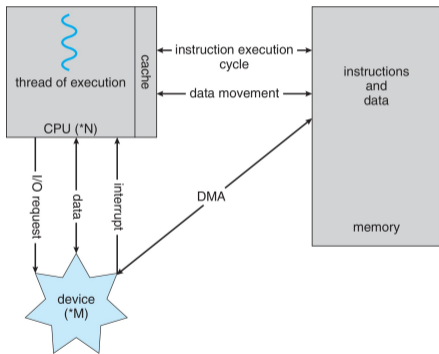 thread of execution
cache
CPU (*N)
instruction execution
cycle
data movement
instructions
and
data
memory
I/O request
data
interrupt
DMA
device
(*M)